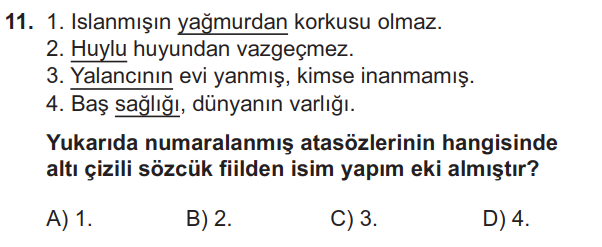 11. 1. Islanmışın yağmurdan korkusu olmaz.
2. Huylu huyundan vazgeçmez.
3. Yalancının evi yanmış, kimse inanmamış.
4. Baş sağlığı, dünyanın varlığı.
Yukarıda numaralanmış atasözlerinin hangisinde
altı çizili sözcük fiilden isim yapım eki almıştır?
A) 1. B) 2. C) 3. D) 4.